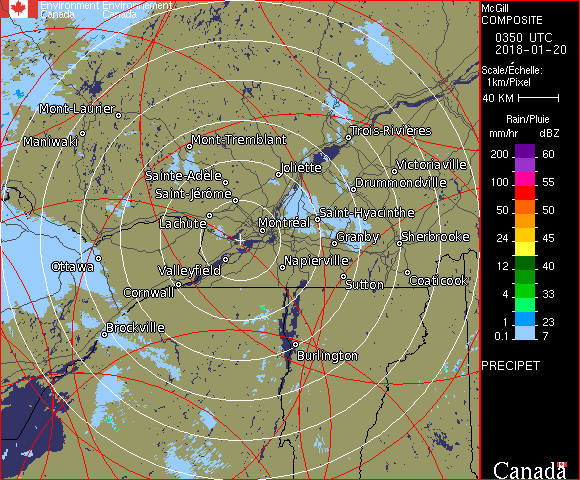 Environment Environnement
Canada Canada
McGill
COMPOSITE
0350 UTC
2018-01-20
Scale/Échelle:
1km/Pixel
40 KM
Rain/Pluie
mm/hr dBZ
200 60
100 55
50 50
24 45
12 40
4 33
1 23
0.1 7
PRECIPET
Canada
Mont-Laurier
Maniwaki
Mont-Tremblant
Trois-Rivières
Sainte-Adèle
Joliette
Victoriaville
Saint-Jérôme
Drummondville
Lachute
Montréal
Saint-Hyacinthe
Granby
Sherbrooke
Ottawa
Valleyfield
Napierville
Cornwall
Sutton
Coaticook
Brockville
Burlington